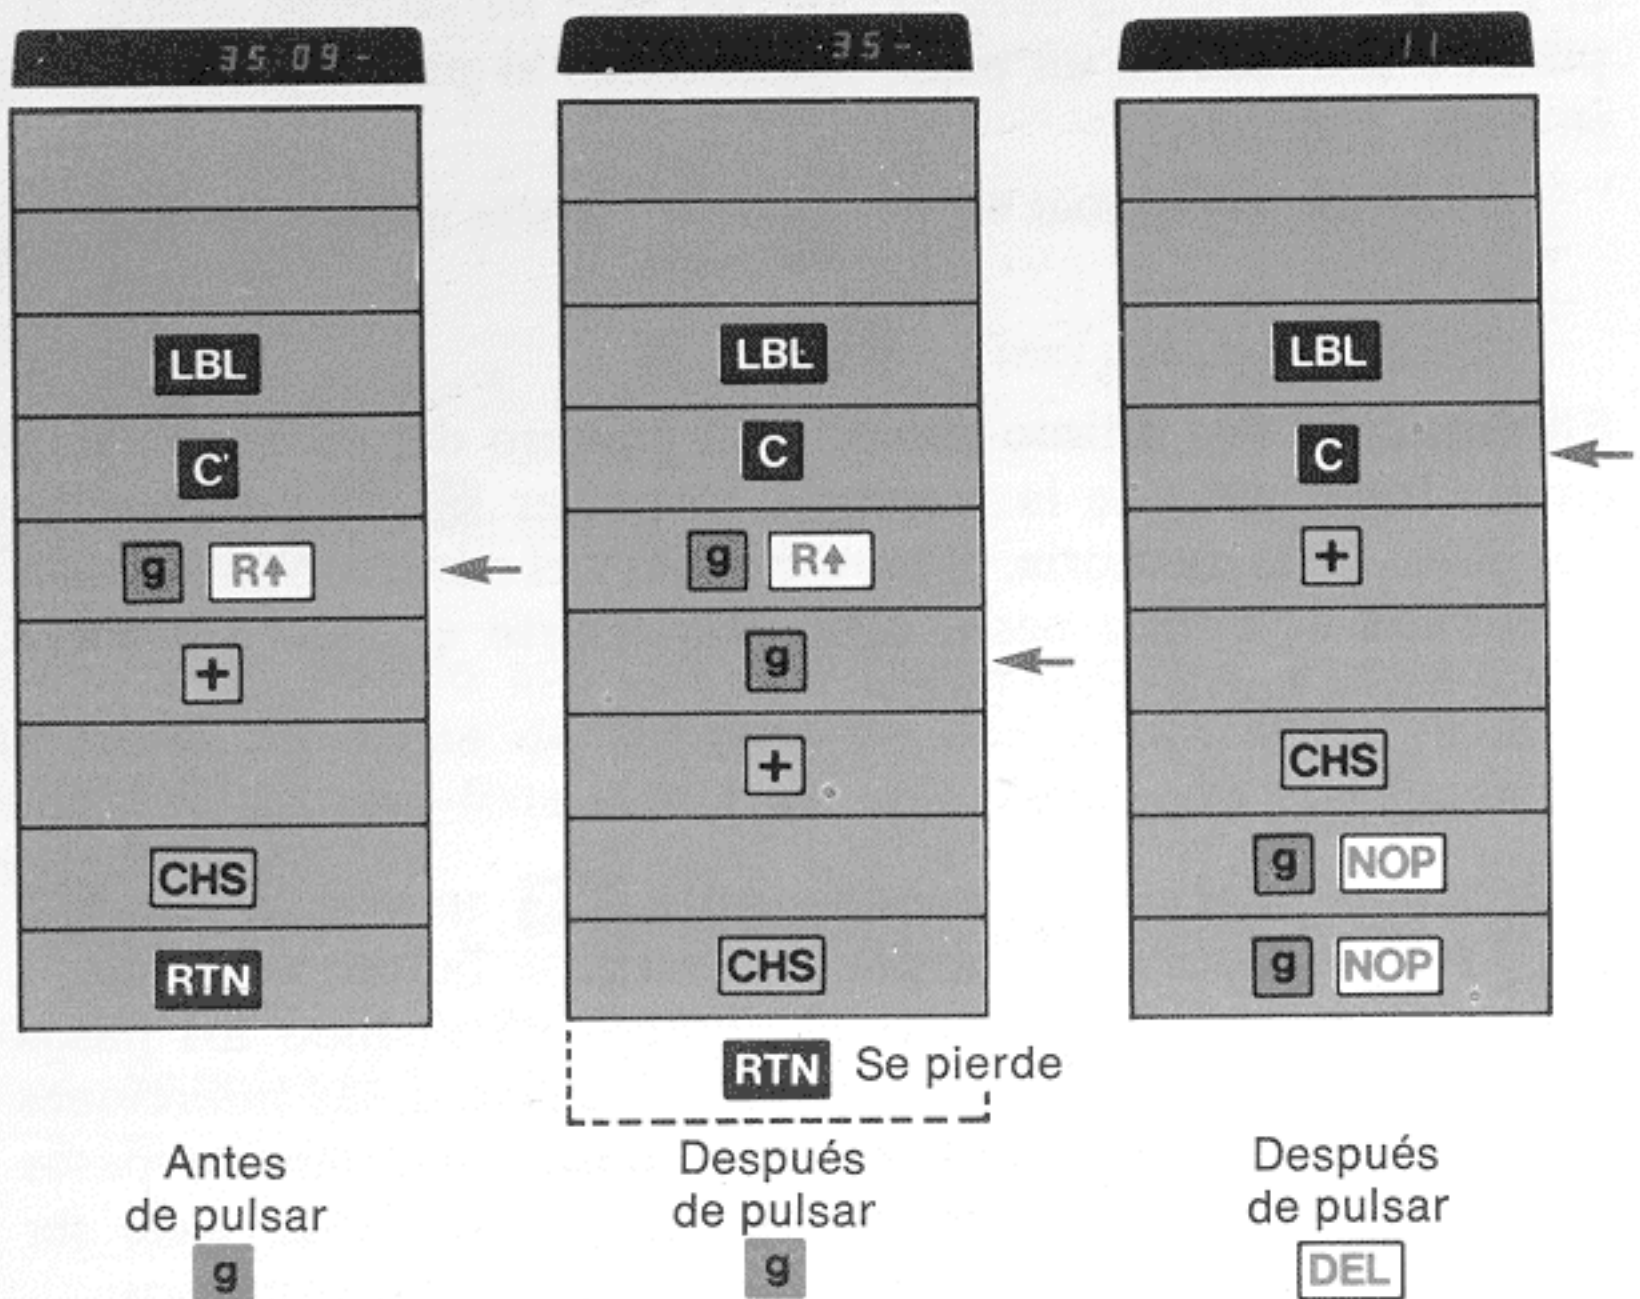 35 09-
LBL
C
g R↑
+
CHS
RTN
Antes
de pulsar
g
35-
LBL
C
g R↑
g
+
CHS
RTN Se pierde
Después
de pulsar
g
11
LBL
C
+
CHS
g NOP
g NOP
Después
de pulsar
DEL